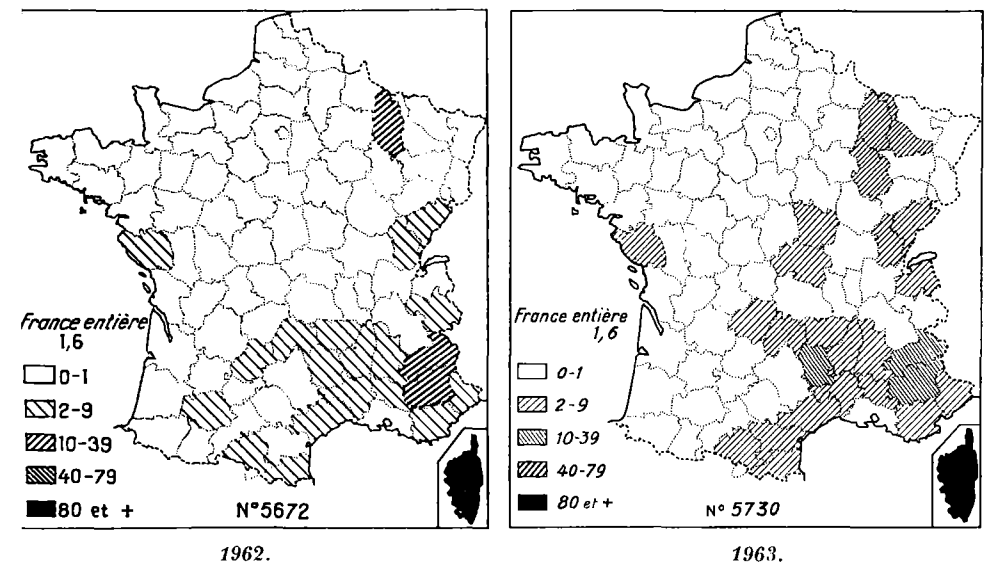 France entière
1,6
0-1
2-9
10-39
40-79
80 et +
N°5672
1962.
France entière
1,6
0-1
2-9
10-39
40-79
80 et +
N° 5730
1963.